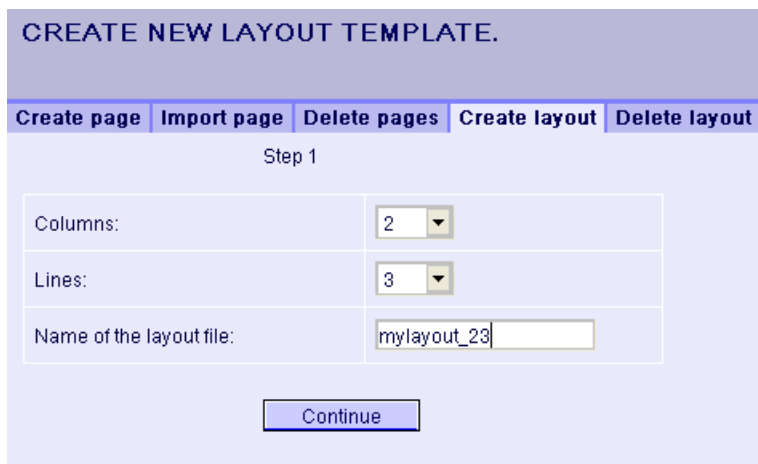 CREATE NEW LAYOUT TEMPLATE.
Create page Import page Delete pages Create layout Delete layout
Step 1
Columns: 2
Lines: 3
Name of the layout file: mylayout_23
Continue